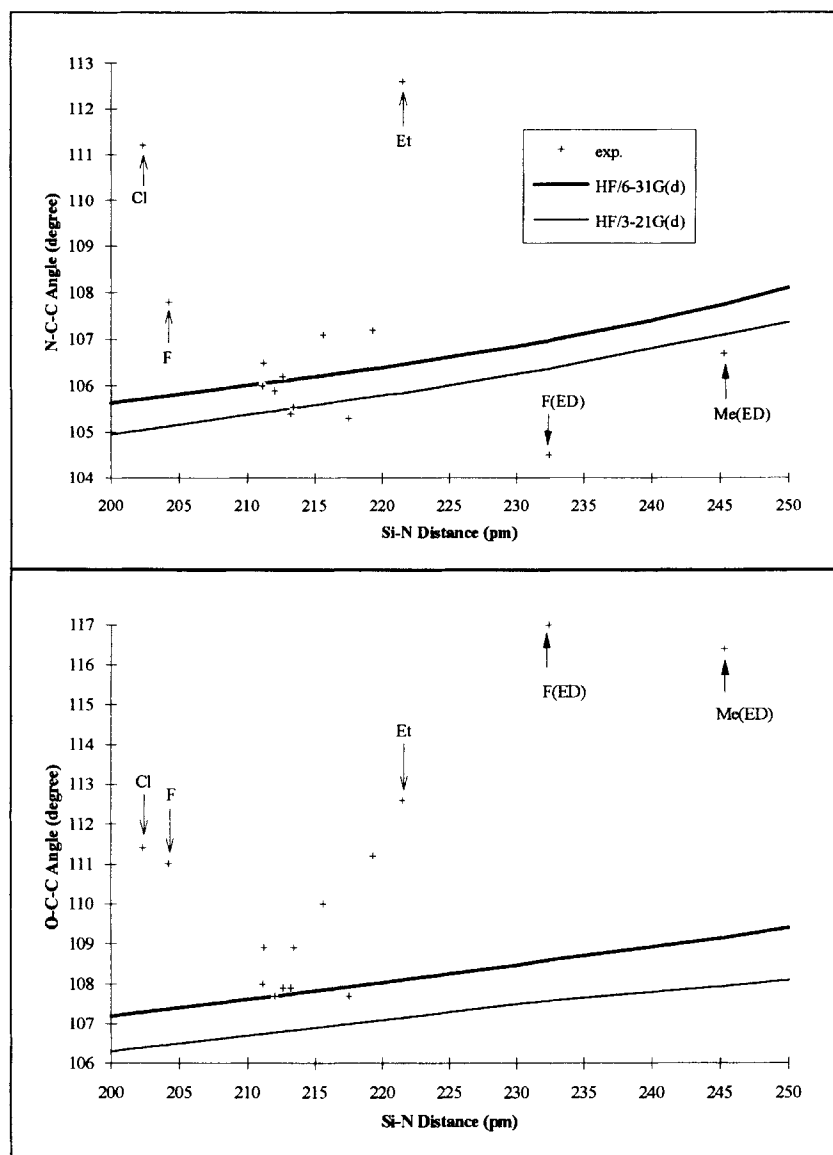 113
112
111
110
109
108
107
106
105
104
N-C-C Angle (degree)
Cl
F
Et
F(ED)
Me(ED)
exp.
HF/6-31G(d)
HF/3-21G(d)
200 205 210 215 220 225 230 235 240 245 250
Si-N Distance (pm)
117
116
115
114
113
112
111
110
109
108
107
106
O-C-C Angle (degree)
Cl
F
Et
F(ED)
Me(ED)
200 205 210 215 220 225 230 235 240 245 250
Si-N Distance (pm)